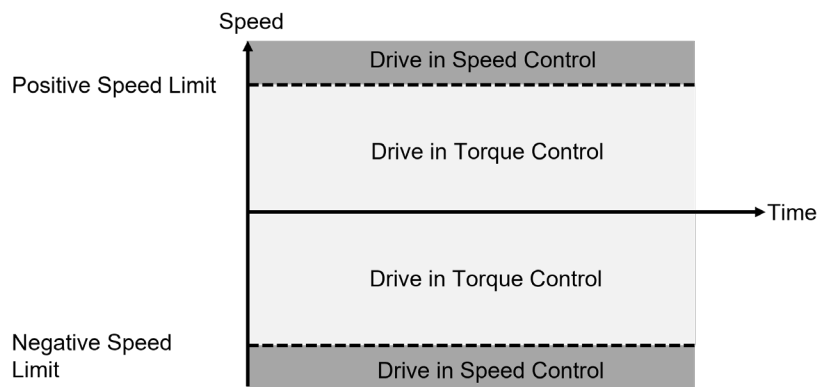 Speed
Drive in Speed Control
Positive Speed Limit
Drive in Torque Control
Time
Drive in Torque Control
Negative Speed
Limit
Drive in Speed Control